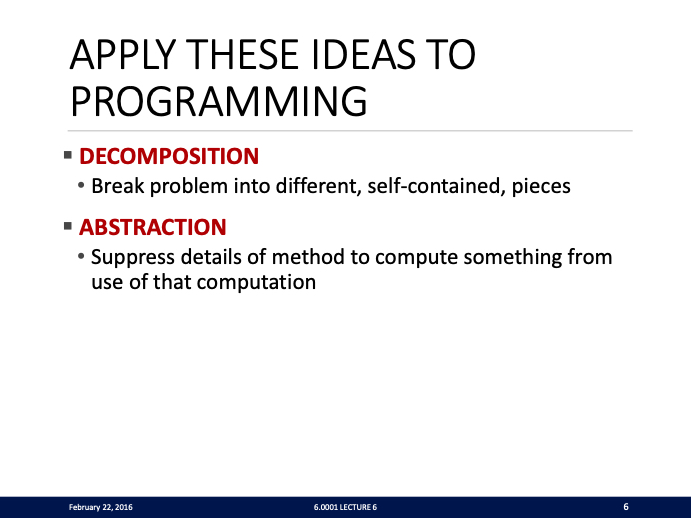 APPLY THESE IDEAS TO
PROGRAMMING
▪ DECOMPOSITION
• Break problem into different, self-contained, pieces
▪ ABSTRACTION
• Suppress details of method to compute something from
use of that computation
February 22, 2016 6.0001 LECTURE 6 6